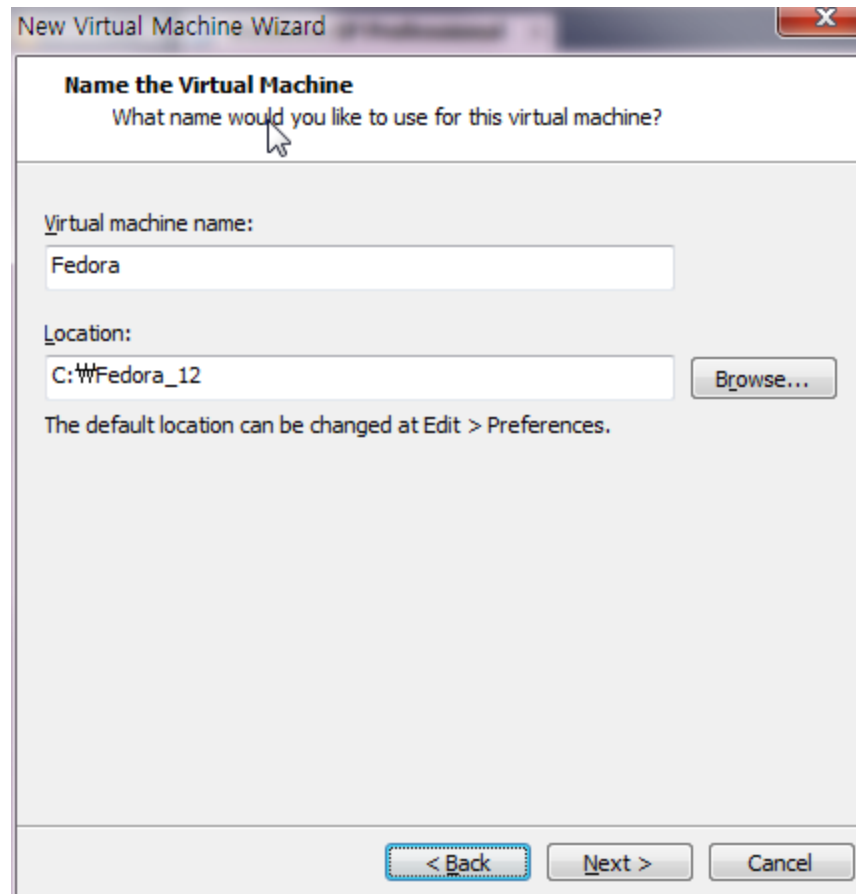 New Virtual Machine Wizard
Name the Virtual Machine
What name would you like to use for this virtual machine?
Virtual machine name:
Fedora
Location:
C:₩Fedora_12
Browse...
The default location can be changed at Edit > Preferences.
< Back
Next >
Cancel